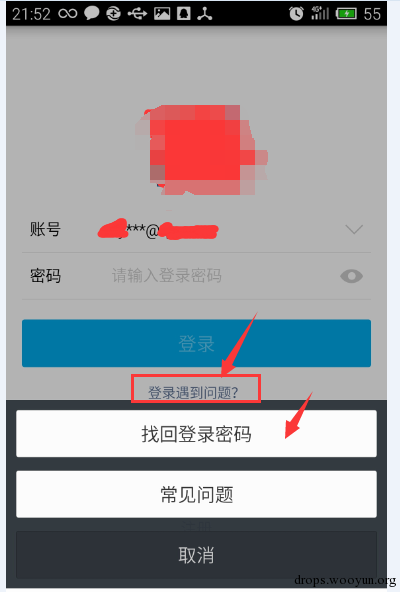 21:52 4G 55
账号 ***@
密码 请输入登录密码
登录
登录遇到问题?
找回登录密码
常见问题
取消
drops.wooyun.org